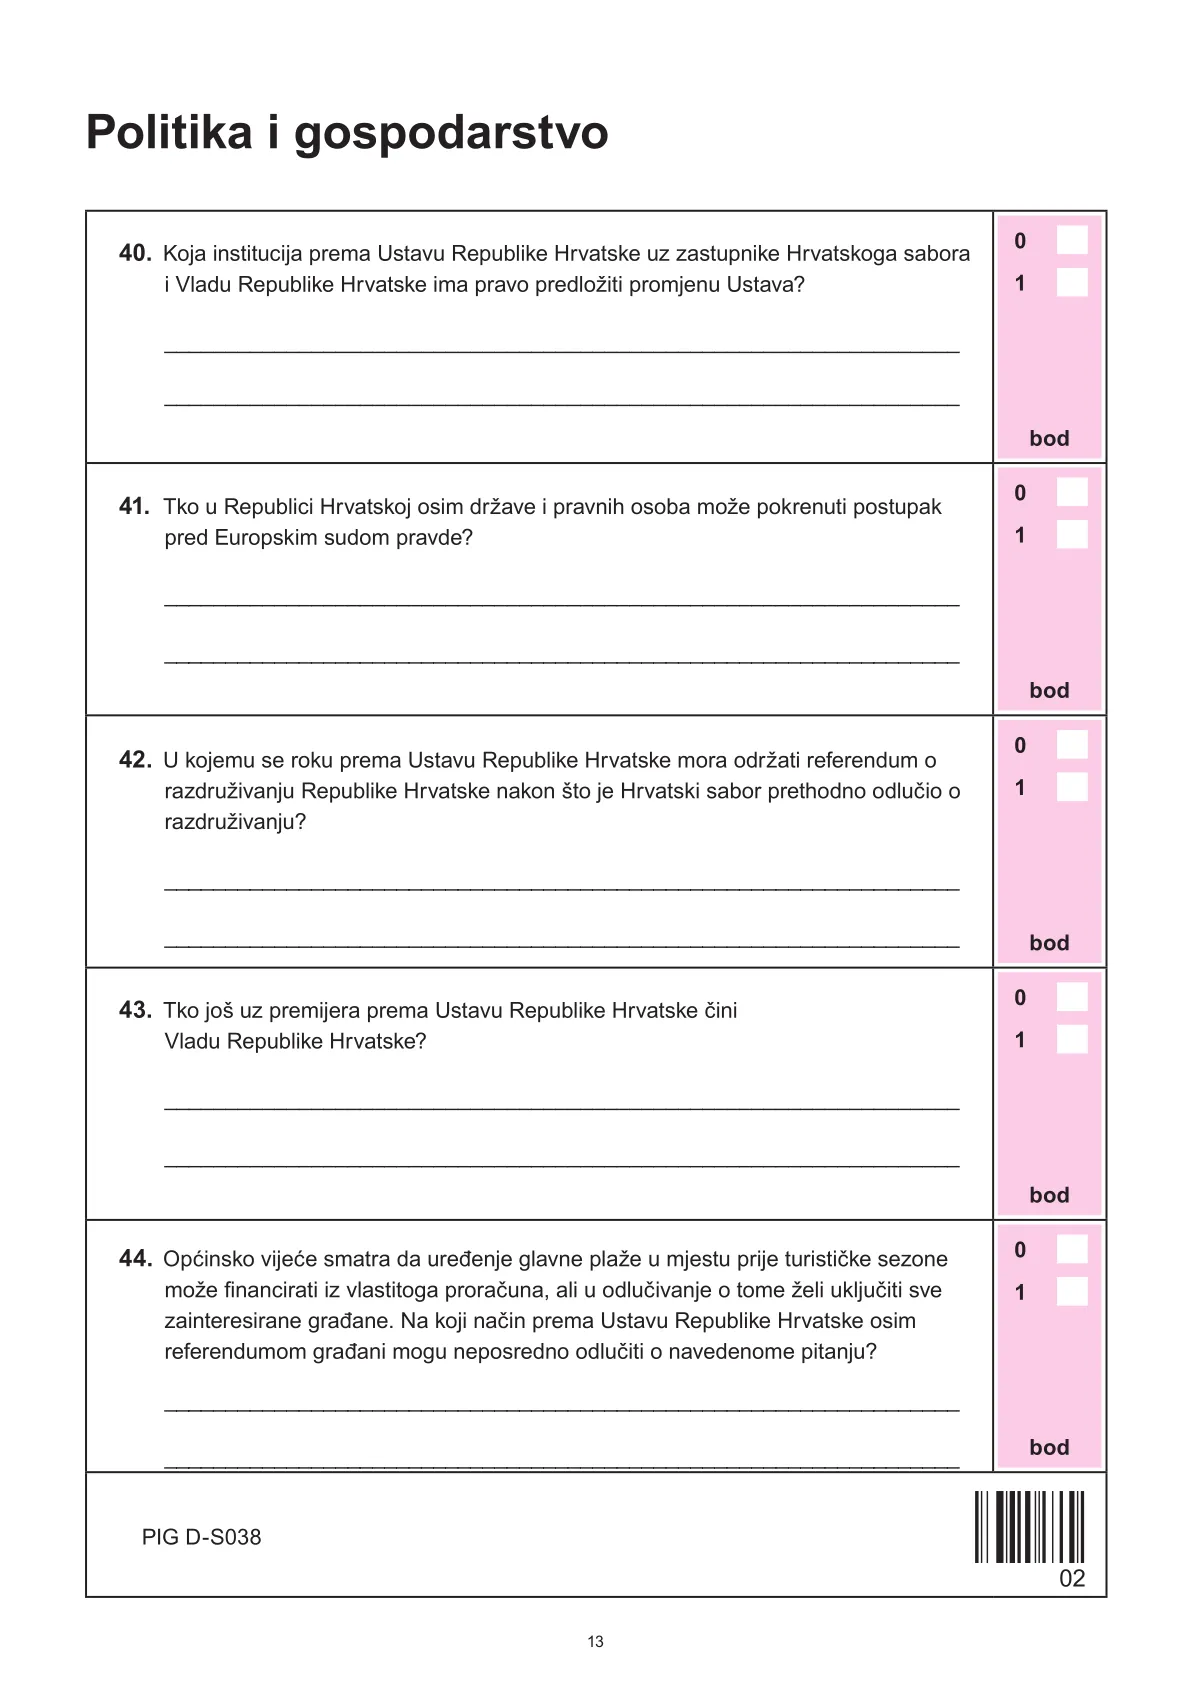 Politika i gospodarstvo
40. Koja institucija prema Ustavu Republike Hrvatske uz zastupnike Hrvatskoga sabora
i Vladu Republike Hrvatske ima pravo predložiti promjenu Ustava?
0
1
bod
41. Tko u Republici Hrvatskoj osim države i pravnih osoba može pokrenuti postupak
pred Europskim sudom pravde?
0
1
bod
42. U kojemu se roku prema Ustavu Republike Hrvatske mora održati referendum o
razdruživanju Republike Hrvatske nakon što je Hrvatski sabor prethodno odlučio o
razdruživanju?
0
1
bod
43. Tko još uz premijera prema Ustavu Republike Hrvatske čini
Vladu Republike Hrvatske?
0
1
bod
44. Općinsko vijeće smatra da uređenje glavne plaže u mjestu prije turističke sezone
može financirati iz vlastitoga proračuna, ali u odlučivanje o tome želi uključiti sve
zainteresirane građane. Na koji način prema Ustavu Republike Hrvatske osim
referendumom građani mogu neposredno odlučiti o navedenome pitanju?
0
1
bod
PIG D-S038
02
13